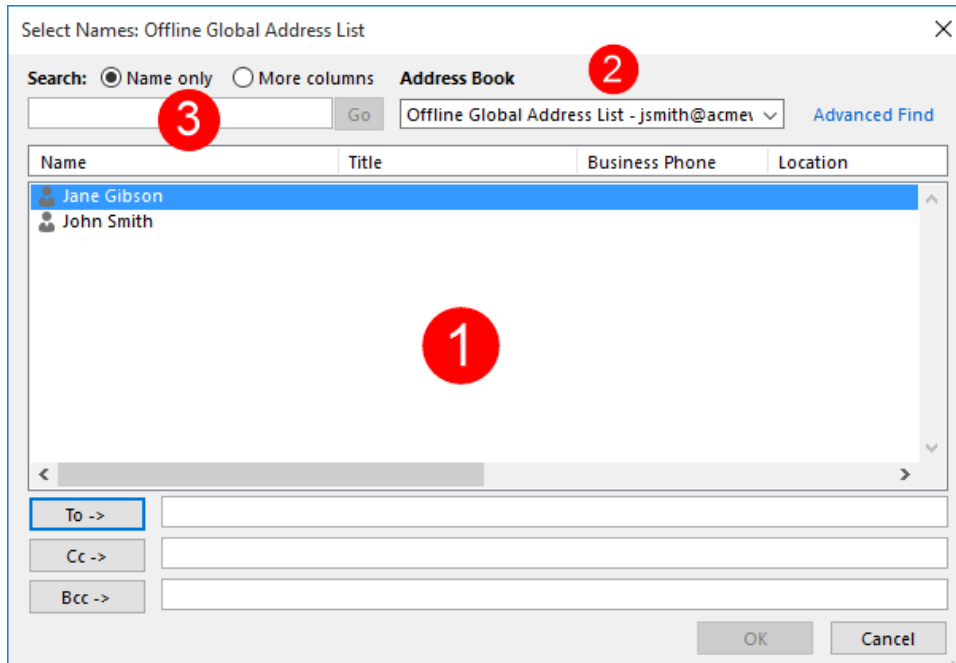 Select Names: Offline Global Address List
Search: Name only More columns Address Book 2
3 Go Offline Global Address List - jsmith@acmev Advanced Find
Name Title Business Phone Location
Jane Gibson
John Smith
1
To ->
Cc ->
Bcc ->
OK Cancel